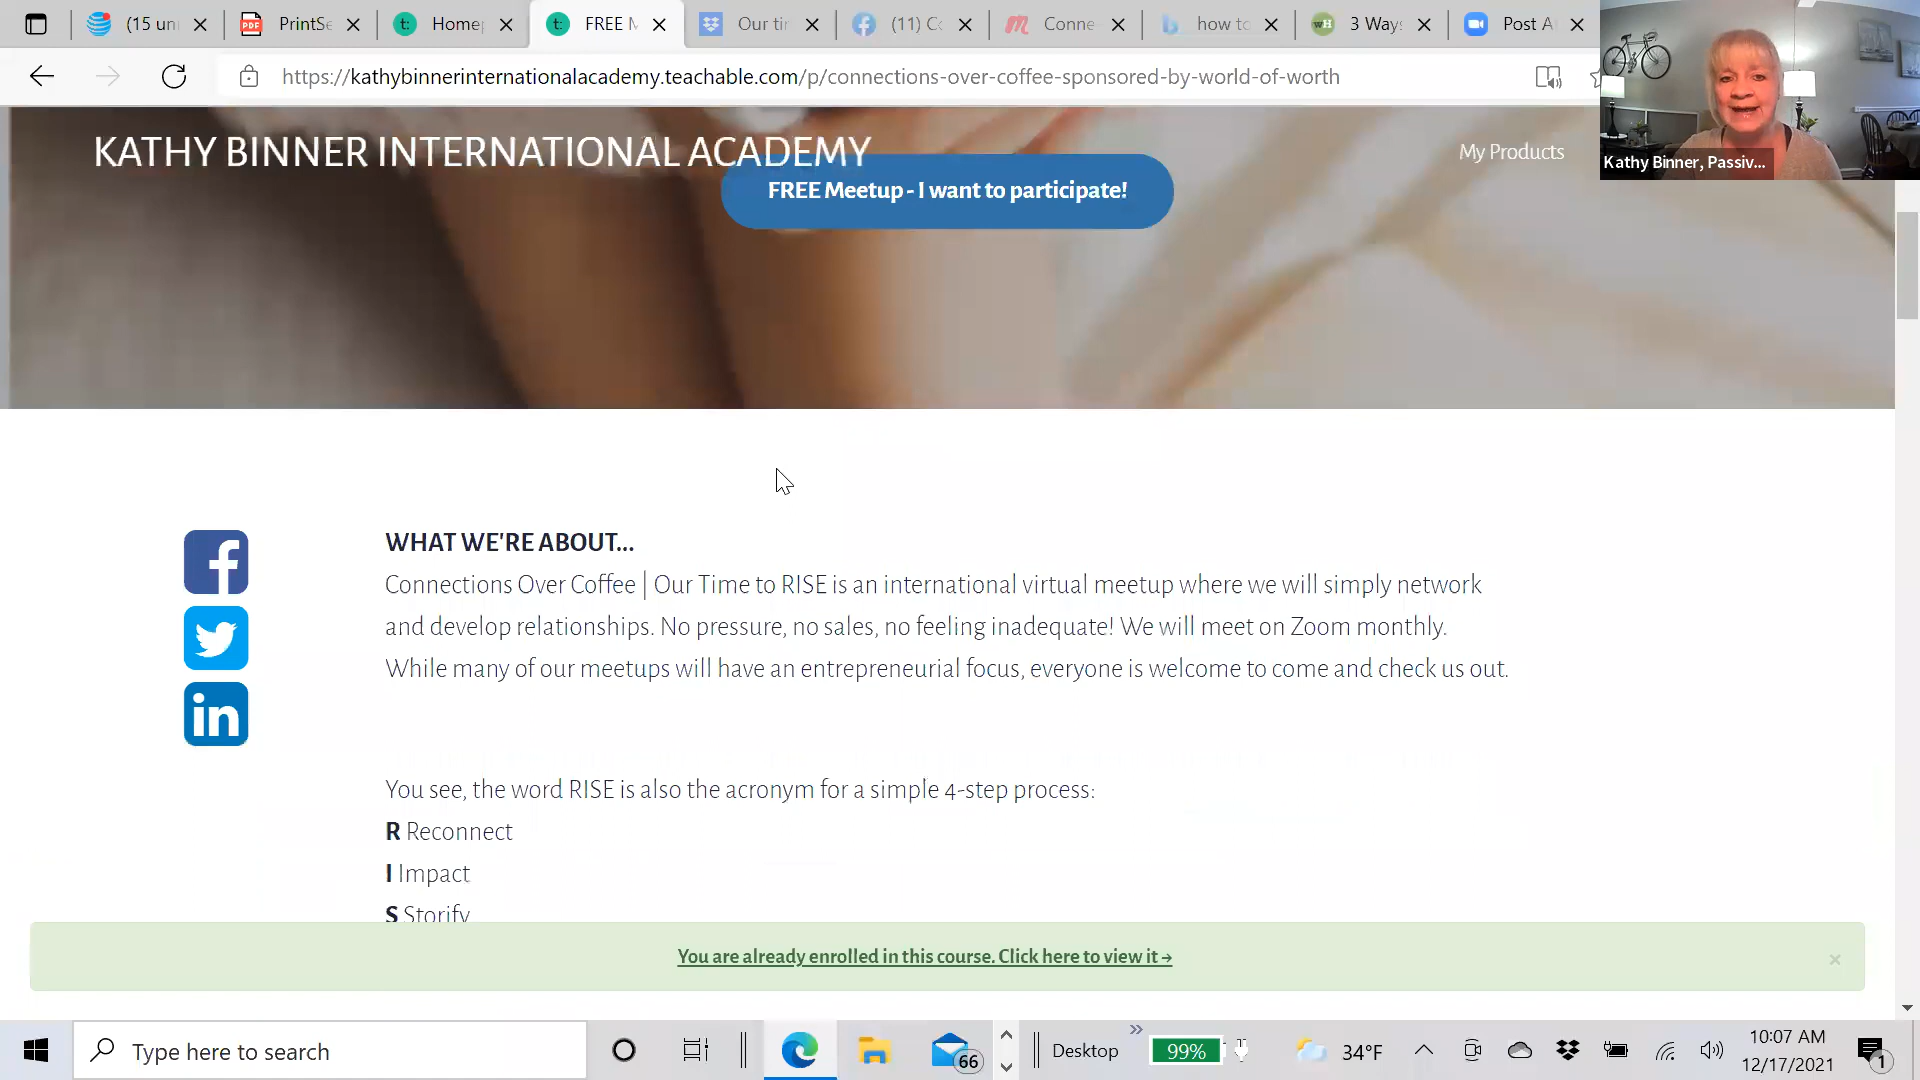 (15 un
PrintSe
Home
FREE
Our ti
(11) C
Conne
how to
3 Ways
Post A
https://kathybinnerinternationalacademy.teachable.com/p/connections-over-coffee-sponsored-by-world-of-worth
KATHY BINNER INTERNATIONAL ACADEMY
My Products
Kathy Binner, Passiv...
FREE Meetup - I want to participate!
WHAT WE'RE ABOUT...
Connections Over Coffee | Our Time to RISE is an international virtual meetup where we will simply network
and develop relationships. No pressure, no sales, no feeling inadequate! We will meet on Zoom monthly.
While many of our meetups will have an entrepreneurial focus, everyone is welcome to come and check us out.
You see, the word RISE is also the acronym for a simple 4-step process:
R Reconnect
I Impact
S Storify
You are already enrolled in this course. Click here to view it →
Type here to search
66
Desktop
99%
34°F
10:07 AM
12/17/2021
1